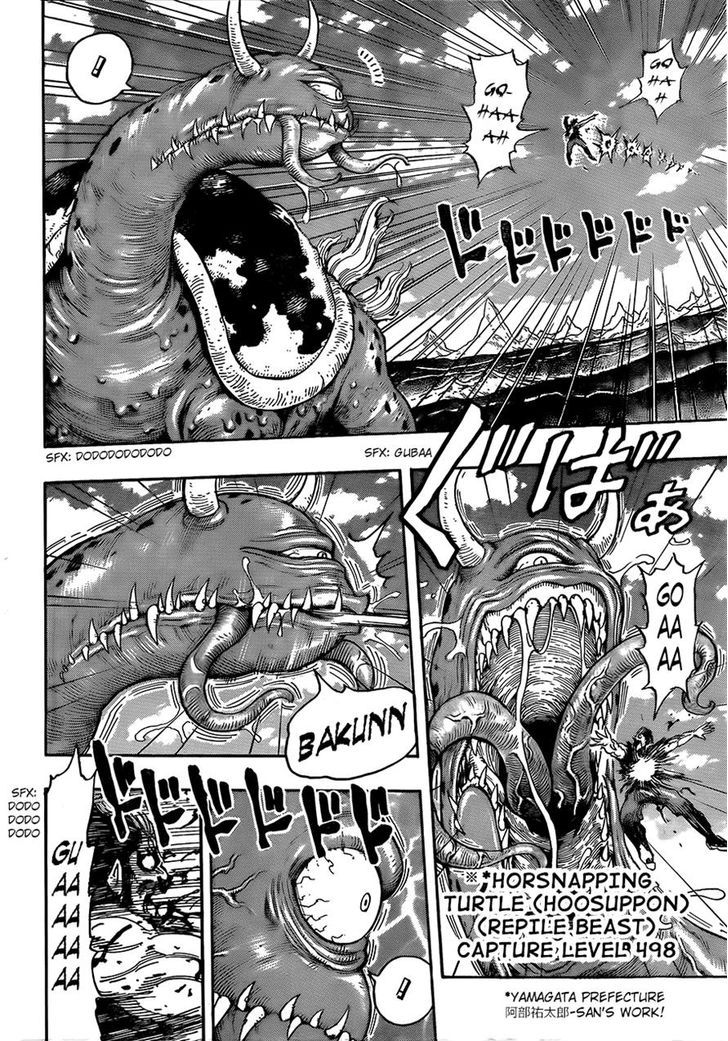 GO
HA
H
GO-
HAA
AH
!
ドドドドドドド
SFX: DODODODODODO
SFX: GUBAA
ぐばぁ
GO
AA
AA
※*HORSNAPPING
TURTLE (HOOSUPPON)
(REPILE BEAST)
CAPTURE LEVEL 498
*YAMAGATA PREFECTURE
阿部祐太郎-SAN'S WORK!
BAKUNN
ドドドドドド
!
GU
AA
AA
AA
AA
SFX:
DODO
DODO
DODO